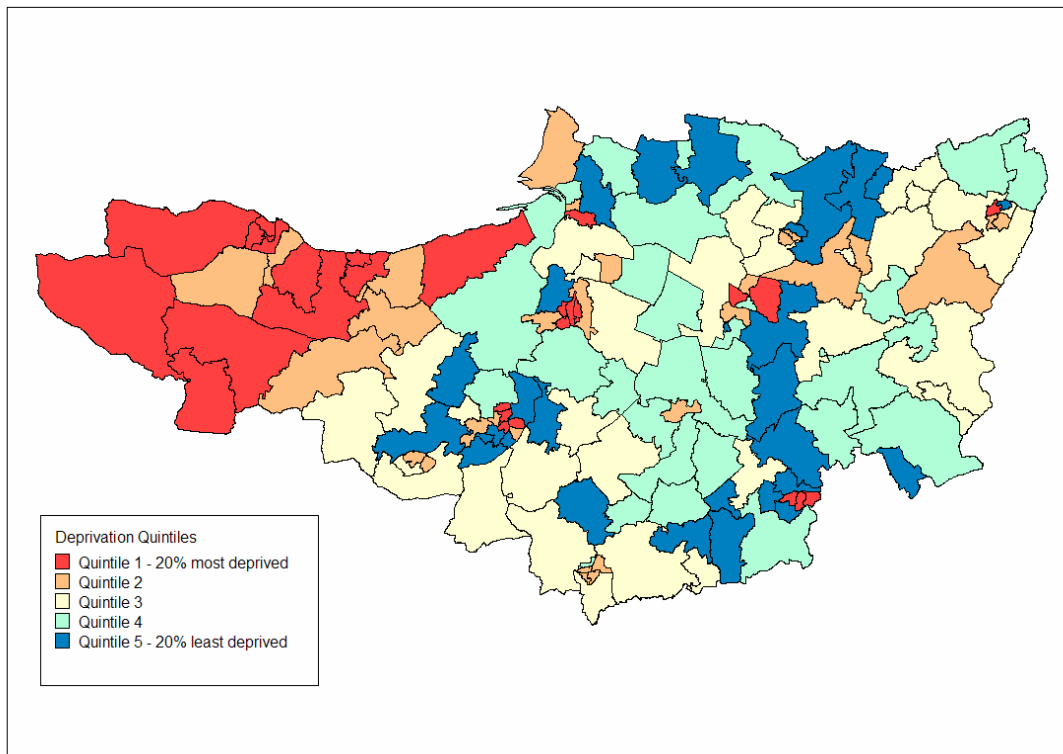 Deprivation Quintiles
Quintile 1 - 20% most deprived
Quintile 2
Quintile 3
Quintile 4
Quintile 5 - 20% least deprived